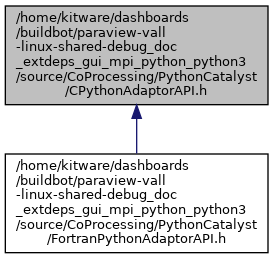 /home/kitware/dashboards
/buildbot/paraview-vall
-linux-shared-debug_doc
_extdeps_gui_mpi_python_python3
/source/CoProcessing/PythonCatalyst
/CPythonAdaptorAPI.h
/home/kitware/dashboards
/buildbot/paraview-vall
-linux-shared-debug_doc
_extdeps_gui_mpi_python_python3
/source/CoProcessing/PythonCatalyst
/FortranPythonAdaptorAPI.h